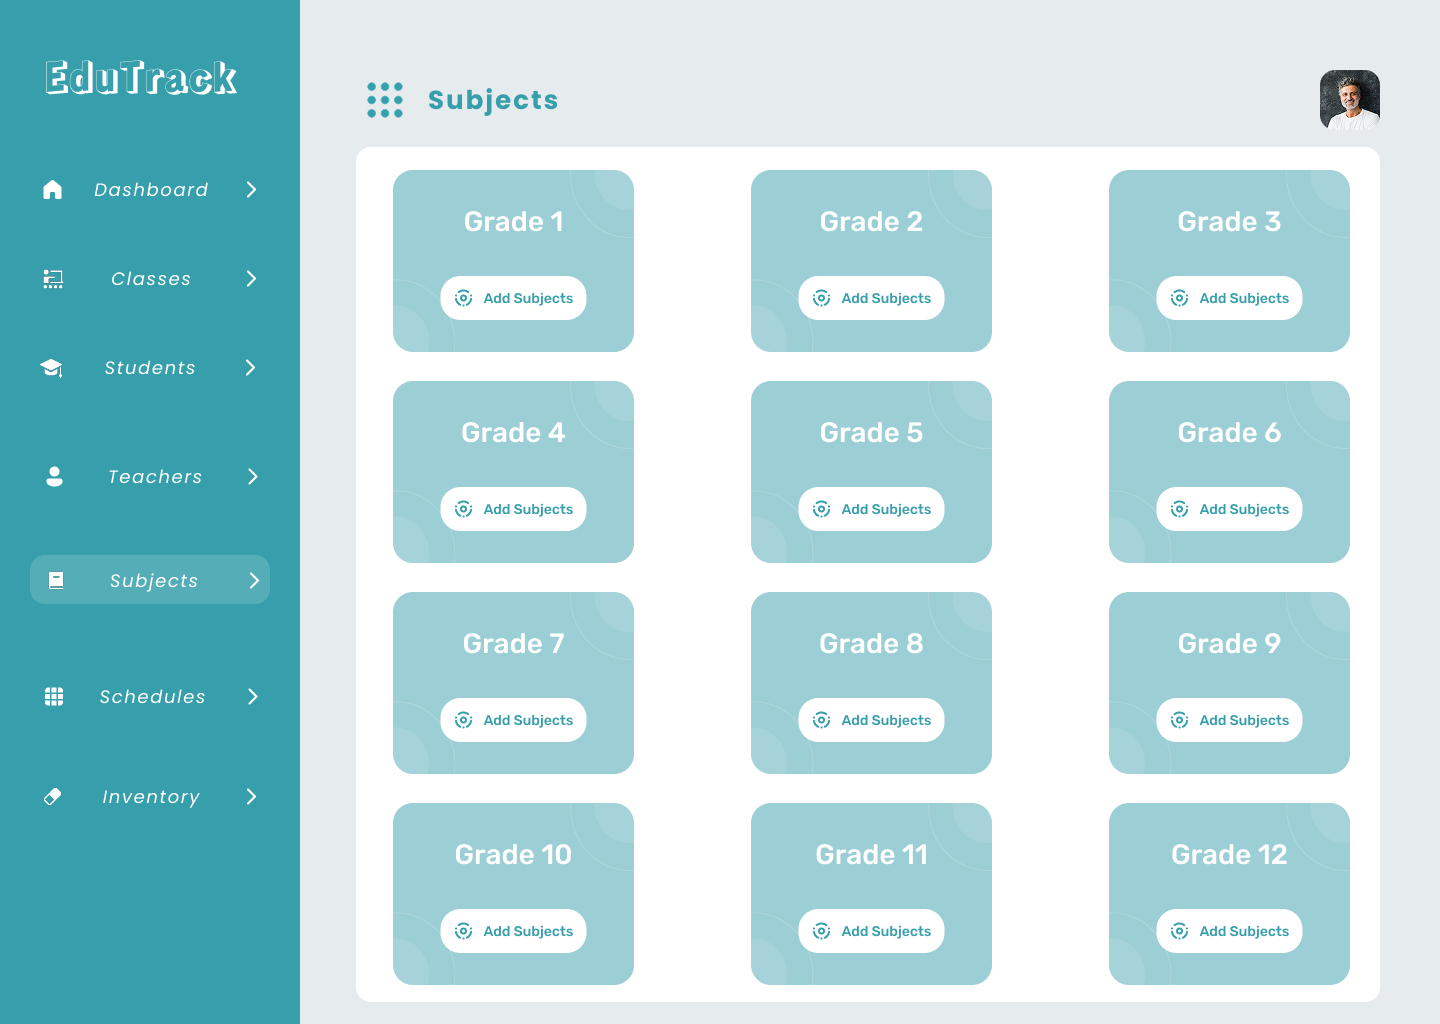 EduTrack
Dashboard
Classes
Students
Teachers
Subjects
Schedules
Inventory
Subjects
Grade 1
Add Subjects
Grade 2
Add Subjects
Grade 3
Add Subjects
Grade 4
Add Subjects
Grade 5
Add Subjects
Grade 6
Add Subjects
Grade 7
Add Subjects
Grade 8
Add Subjects
Grade 9
Add Subjects
Grade 10
Add Subjects
Grade 11
Add Subjects
Grade 12
Add Subjects